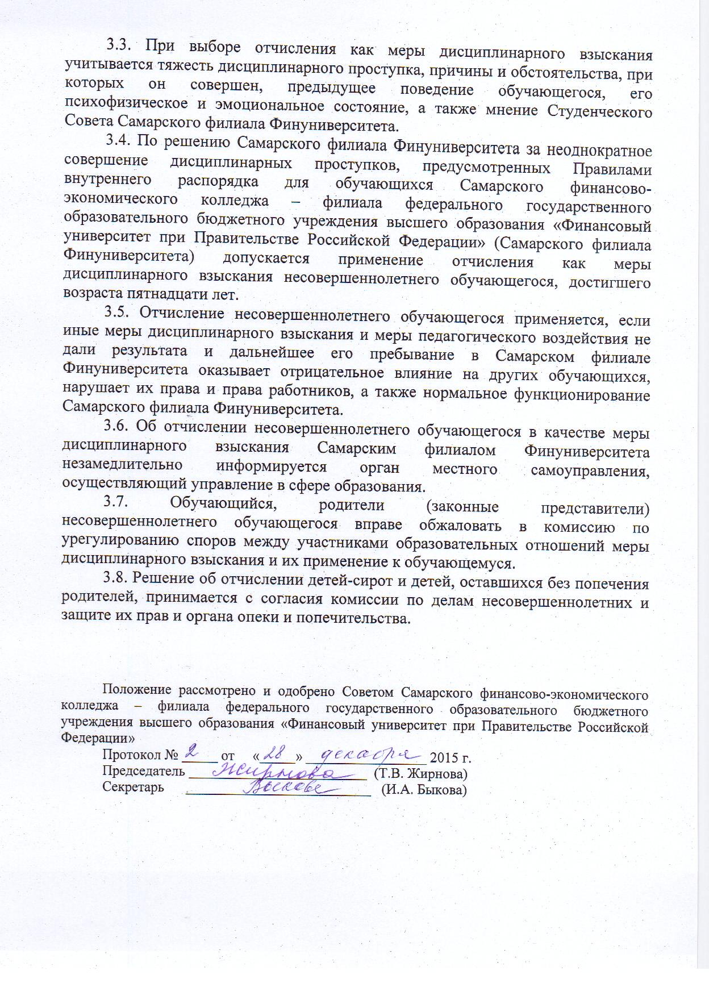 3.3. При выборе отчисления как меры дисциплинарного взыскания
учитывается тяжесть дисциплинарного проступка, причины и обстоятельства, при
которых он совершен, предыдущее поведение обучающегося, его
психофизическое и эмоциональное состояние, а также мнение Студенческого
Совета Самарского филиала Финуниверситета.
3.4. По решению Самарского филиала Финуниверситета за неоднократное
совершение дисциплинарных проступков, предусмотренных Правилами
внутреннего распорядка для обучающихся Самарского финансово-
экономического колледжа – филиала федерального государственного
образовательного бюджетного учреждения высшего образования «Финансовый
университет при Правительстве Российской Федерации» (Самарского филиала
Финуниверситета) допускается применение отчисления как меры
дисциплинарного взыскания несовершеннолетнего обучающегося, достигшего
возраста пятнадцати лет.
3.5. Отчисление несовершеннолетнего обучающегося применяется, если
иные меры дисциплинарного взыскания и меры педагогического воздействия не
дали результата и дальнейшее его пребывание в Самарском филиале
Финуниверситета оказывает отрицательное влияние на других обучающихся,
нарушает их права и права работников, а также нормальное функционирование
Самарского филиала Финуниверситета.
3.6. Об отчислении несовершеннолетнего обучающегося в качестве меры
дисциплинарного взыскания Самарским филиалом Финуниверситета
незамедлительно информируется орган местного самоуправления,
осуществляющий управление в сфере образования.
3.7. Обучающийся, родители (законные представители)
несовершеннолетнего обучающегося вправе обжаловать в комиссию по
урегулированию споров между участниками образовательных отношений меры
дисциплинарного взыскания и их применение к обучающемуся.
3.8. Решение об отчислении детей-сирот и детей, оставшихся без попечения
родителей, принимается с согласия комиссии по делам несовершеннолетних и
защите их прав и органа опеки и попечительства.
Положение рассмотрено и одобрено Советом Самарского финансово-экономического
колледжа – филиала федерального государственного образовательного бюджетного
учреждения высшего образования «Финансовый университет при Правительстве Российской
Федерации»
Протокол № 2 от «28» декабря 2015 г.
Председатель Жирнова (Т.В. Жирнова)
Секретарь Быкова (И.А. Быкова)